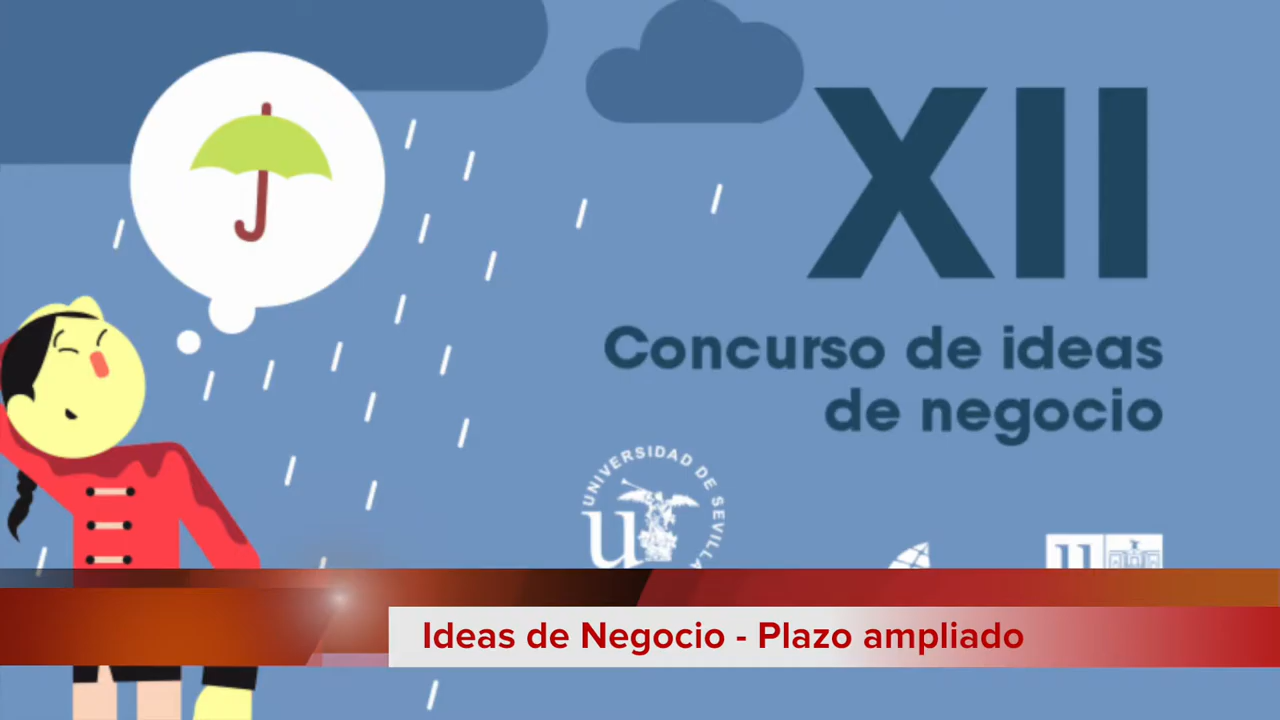 XII
Concurso de ideas
de negocio
UNIVERSIDAD DE SEVILLA
u
u
Ideas de Negocio - Plazo ampliado